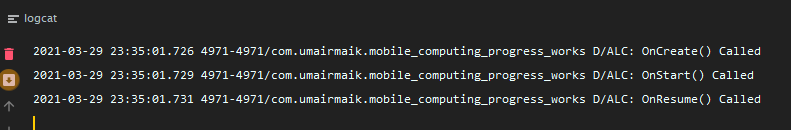 logcat
2021-03-29 23:35:01.726 4971-4971/com.umairmaik.mobile_computing_progress_works D/ALC: OnCreate() Called
2021-03-29 23:35:01.729 4971-4971/com.umairmaik.mobile_computing_progress_works D/ALC: OnStart() Called
2021-03-29 23:35:01.731 4971-4971/com.umairmaik.mobile_computing_progress_works D/ALC: OnResume() Called